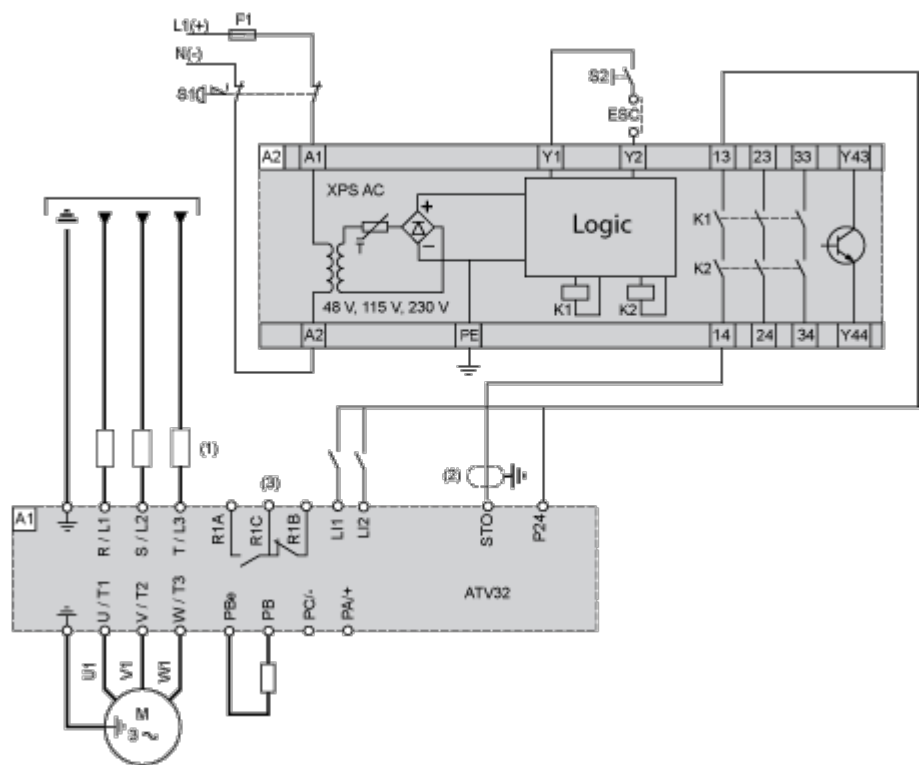 L1(+) F1
N(-)
S1
S2
ESC
A2 A1 Y1 Y2 13 23 33 Y43
XPS AC
+
T
-
Logic
K1
K2
48 V, 115 V, 230 V
K1 K2
A2 PE 14 24 34 Y44
(1)
(2)
(3)
A1
R / L1
S / L2
T / L3
R1A
R1C
R1B
LI1
LI2
STO
P24
ATV32
U / T1
V / T2
W / T3
PBe
PB
PC/-
PA/+
U1
V1
W1
M
3 ~